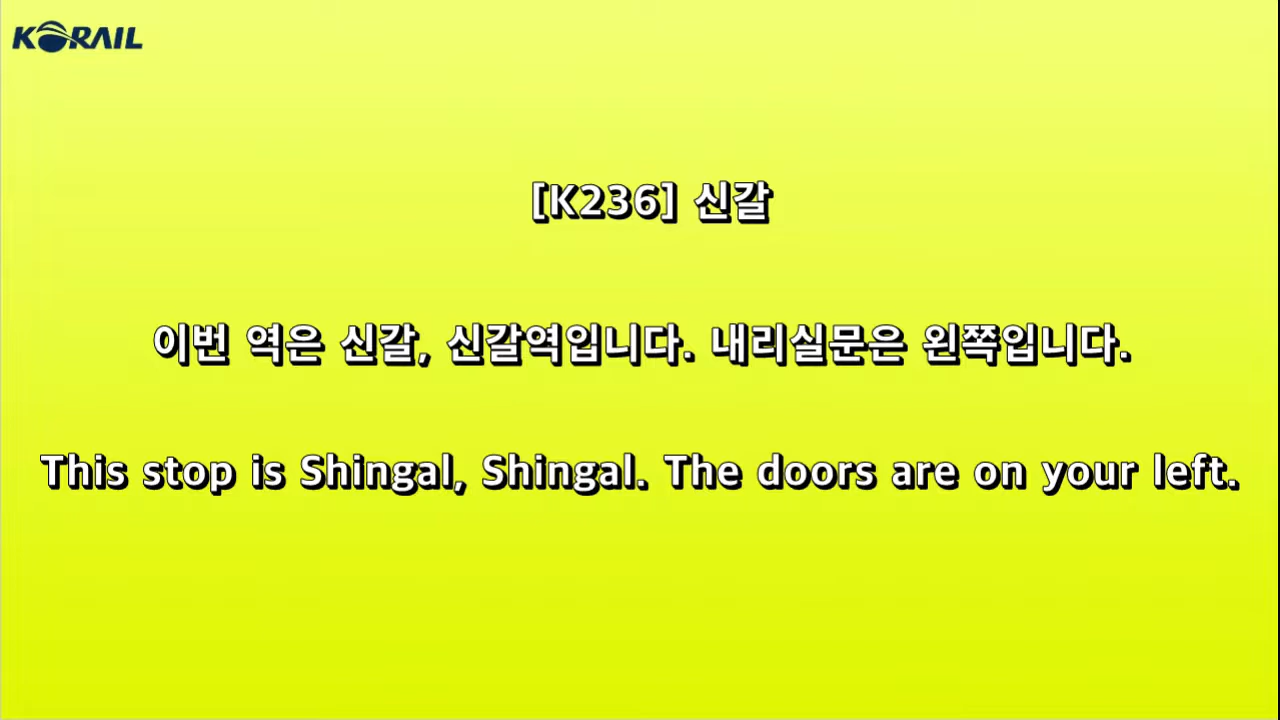 KORAIL
[K236] 신갈
이번 역은 신갈, 신갈역입니다. 내리실문은 왼쪽입니다.
This stop is Shingal, Shingal. The doors are on your left.